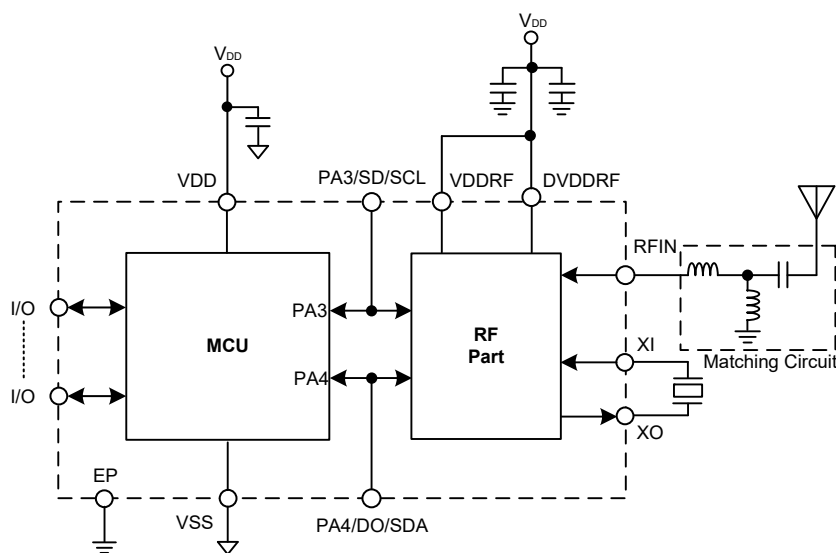 VDD
VDD
VDD
PA3/SD/SCL
VDDRF
DVDDRF
RFIN
I/O
PA3
MCU
RF
Part
XI
Matching Circuit
PA4
I/O
XO
EP
VSS
PA4/DO/SDA